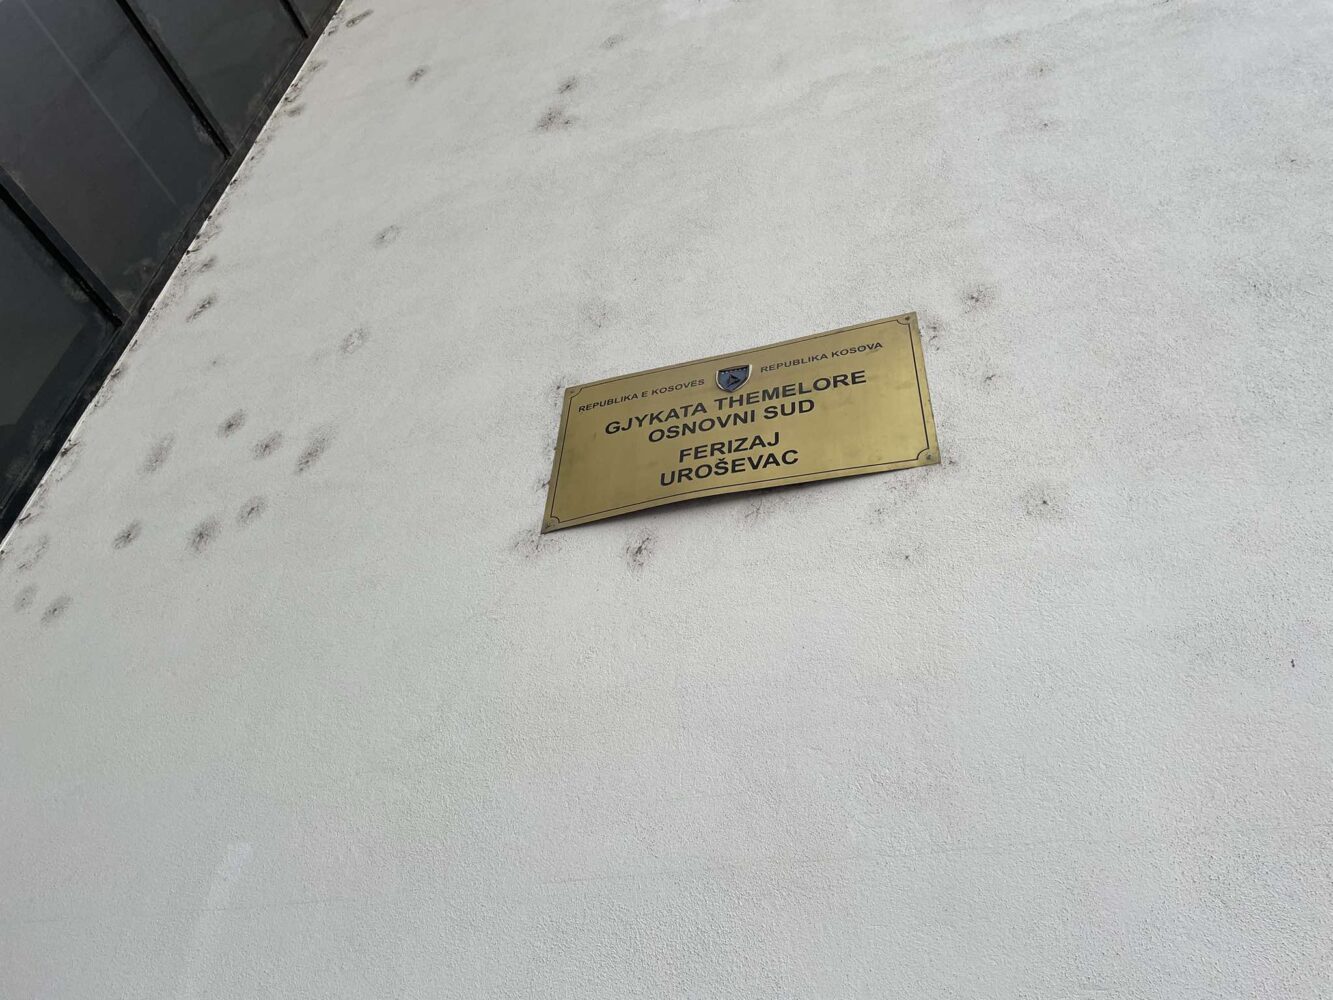 REPUBLIKA E KOSOVËS REPUBLIKA KOSOVA
GJYKATA THEMELORE
OSNOVNI SUD
FERIZAJ
UROŠEVAC